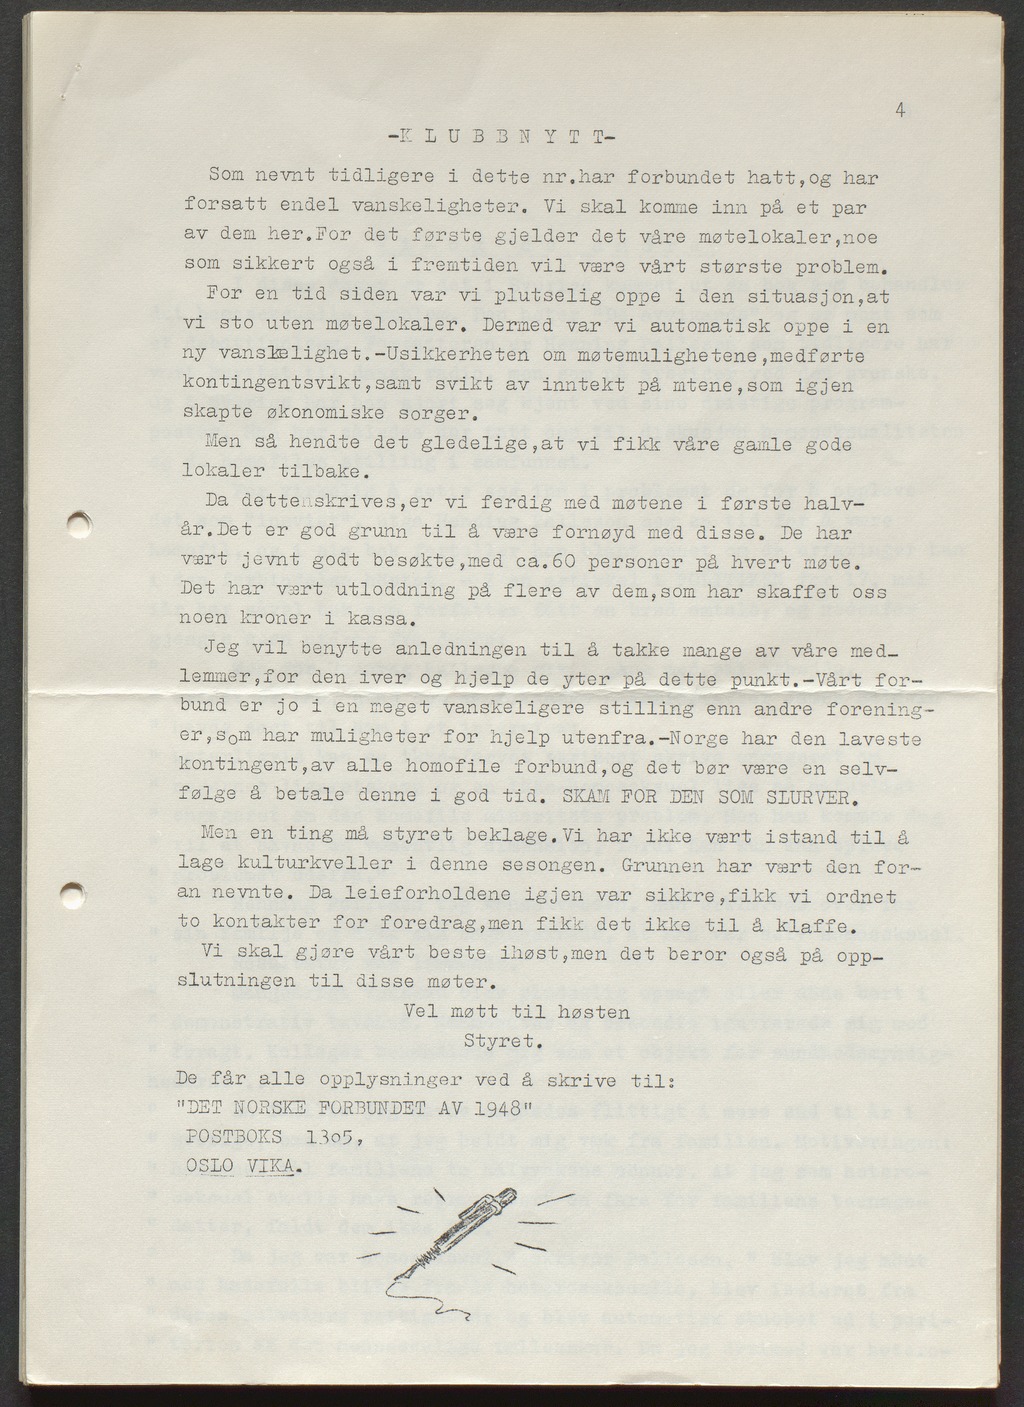 4
-K L U B B N Y T T-
Som nevnt tidligere i dette nr.har forbundet hatt,og har
forsatt endel vanskeligheter. Vi skal komme inn på et par
av dem her.For det første gjelder det våre møtelokaler,noe
som sikkert også i fremtiden vil være vårt største problem.
For en tid siden var vi plutselig oppe i den situasjon,at
vi sto uten møtelokaler. Dermed var vi automatisk oppe i en
ny vanskelighet.-Usikkerheten om møtemulighetene,medførte
kontingentsvikt,samt svikt av inntekt på mtene,som igjen
skapte økonomiske sorger.
Men så hendte det gledelige,at vi fikk våre gamle gode
lokaler tilbake.
Da dette skrives,er vi ferdig med møtene i første halv-
år.Det er god grunn til å være fornøyd med disse. De har
vært jevnt godt besøkte,med ca.60 personer på hvert møte.
Det har vært utloddning på flere av dem,som har skaffet oss
noen kroner i kassa.
Jeg vil benytte anledningen til å takke mange av våre med-
lemmer,for den iver og hjelp de yter på dette punkt.-Vårt for-
bund er jo i en meget vanskeligere stilling enn andre forening-
er,som har muligheter for hjelp utenfra.-Norge har den laveste
kontingent,av alle homofile forbund,og det bør være en selv-
følge å betale denne i god tid. SKAM FOR DEN SOM SLURVER.
Men en ting må styret beklage.Vi har ikke vært istand til å
lage kulturkveller i denne sesongen. Grunnen har vært den for-
an nevnte. Da leieforholdene igjen var sikkre,fikk vi ordnet
to kontakter for foredrag,men fikk det ikke til å klaffe.
Vi skal gjøre vårt beste ihøst,men det beror også på opp-
slutningen til disse møter.
Vel møtt til høsten
Styret.
De får alle opplysninger ved å skrive til:
"DET NORSKE FORBUNDET AV 1948"
POSTBOKS 13o5,
OSLO VIKA.